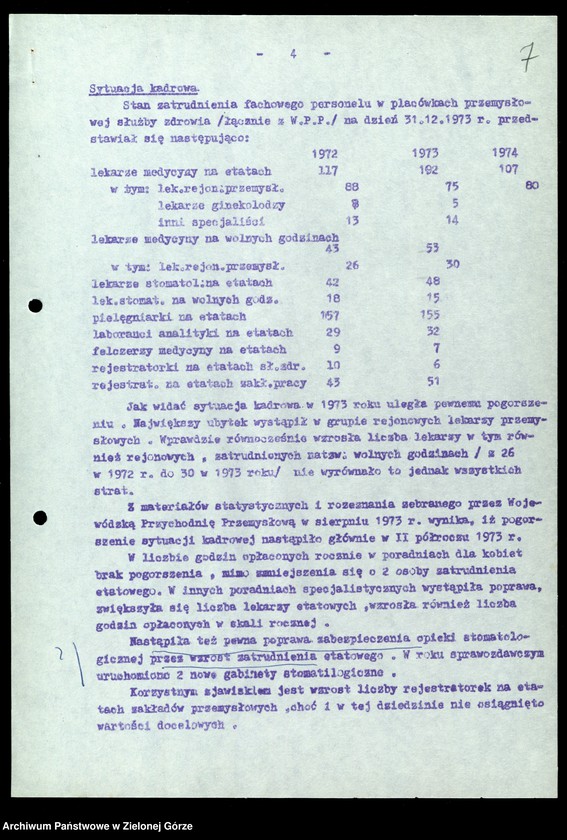 - 4 -
7
Sytuacja kadrowa.
Stan zatrudnienia fachowego personelu w placówkach przemysło-
wej służby zdrowia /łącznie z W.P.P./ na dzień 31.12.1973 r. przed-
stawiał się następująco:
1972 1973 1974
lekarze medycyny na etatach 117 102 107
w tym: lek.rejon.przemysł. 88 75 80
lekarze ginekolodzy 8 5
inni specjaliści 13 14
lekarze medycyny na wolnych godzinach
43 53
w tym: lek.rejon.przemysł. 26 30
lekarze stomatol.na etatach 42 48
lek.stomat. na wolnych godz. 18 15
pielęgniarki na etatach 157 155
laboranci analityki na etatach 29 32
felczerzy medycyny na etatach 9 7
rejestratorki na etatach sł.zdr. 10 6
rejestrat. na etatach zakł.pracy 43 51
Jak widać sytuacja kadrowa w 1973 roku uległa pewnemu pogorsze-
niu . Największy ubytek wystąpił w grupie rejonowych lekarzy przemy-
słowych . Wprawdzie równocześnie wzrosła liczba lekarzy w tym rów-
nież rejonowych , zatrudnionych natzw. wolnych godzinach / z 26
w 1972 r. do 30 w 1973 roku/ nie wyrównało to jednak wszystkich
strat.
Z materiałów statystycznych i rozeznania zebranego przez Woje-
wódzką Przychodnię Przemysłową w sierpniu 1973 r. wynika, iż pogor-
szenie sytuacji kadrowej nastąpiło głównie w II półroczu 1973 r.
W liczbie godzin opłaconych rocznie w poradniach dla kobiet
brak pogorszenia , mimo zmniejszenia się o 2 osoby zatrudnienia
etatowego. W innych poradniach specjalistycznych wystąpiła poprawa,
zwiększyła się liczba lekarzy etatowych ,wzrosła również liczba
godzin opłaconych w skali rocznej .
Nastąpiła też pewna poprawa zabezpieczenia opieki stomatolo-
? gicznej przez wzrost zatrudnienia etatowego . W roku sprawozdawczym
uruchomiono 2 nowe gabinety stomatilogiczne .
Korzystnym zjawiskiem jest wzrost liczby rejestratorek na eta-
tach zakładów przemysłowych ,choć i w tej dziedzinie nie osiągnięto
wartości docelowych .
Archiwum Państwowe w Zielonej Górze